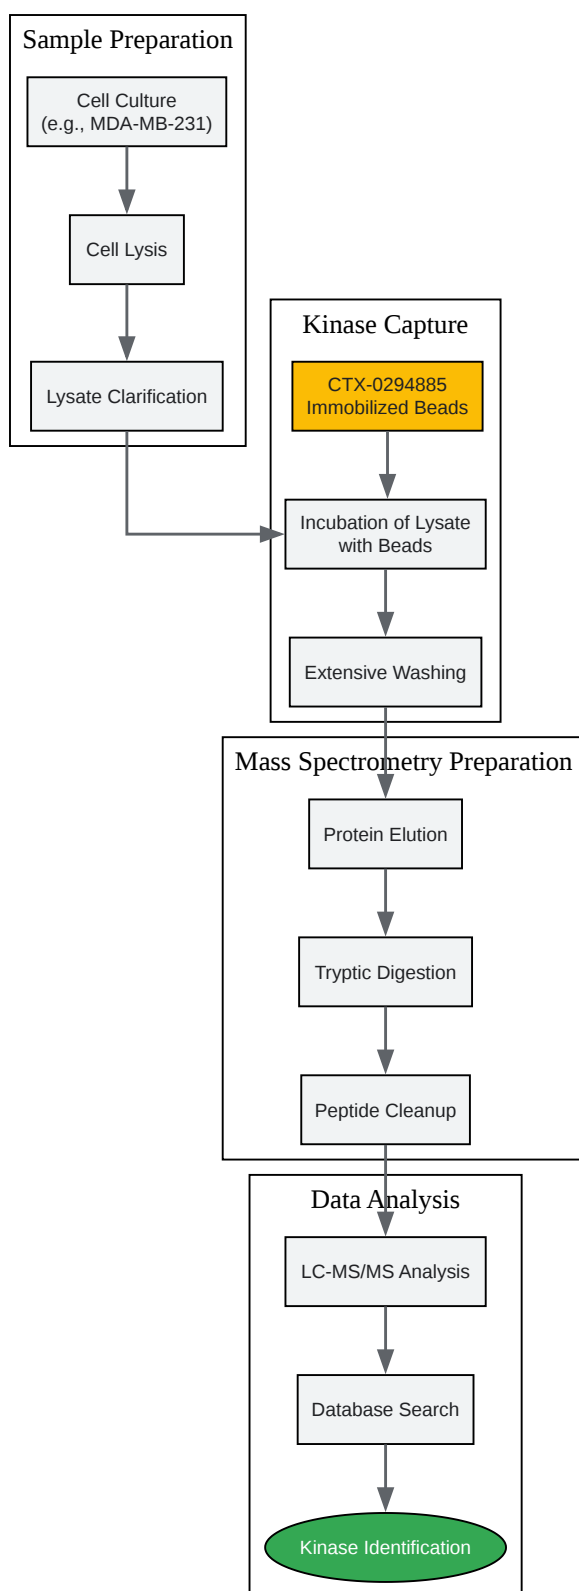 Sample Preparation
Cell Culture
(e.g., MDA-MB-231)
Cell Lysis
Lysate Clarification
Kinase Capture
CTX-0294885
Immobilized Beads
Incubation of Lysate
with Beads
Extensive Washing
Mass Spectrometry Preparation
Protein Elution
Tryptic Digestion
Peptide Cleanup
Data Analysis
LC-MS/MS Analysis
Database Search
Kinase Identification